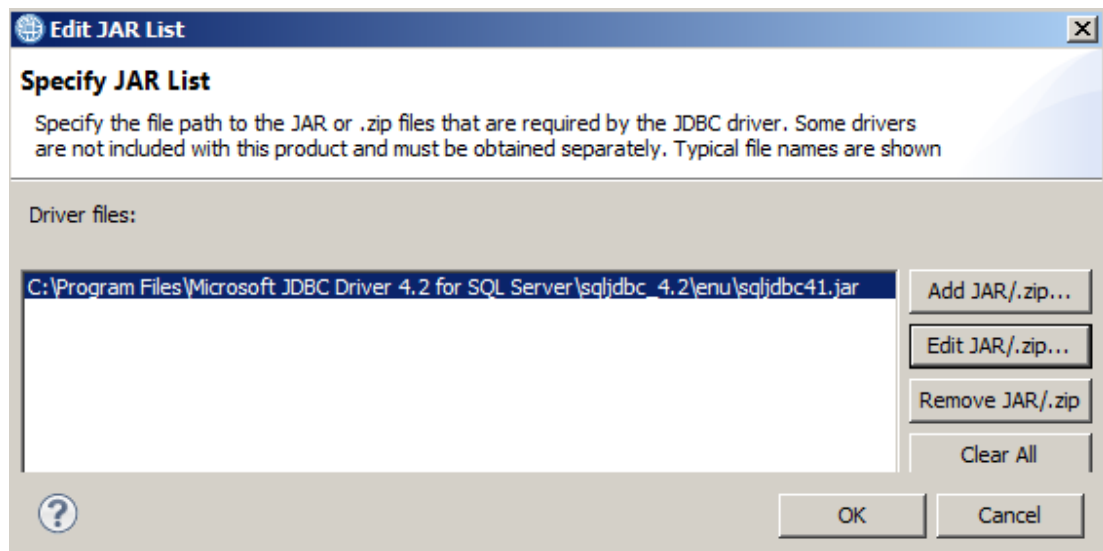 Edit JAR List
Specify JAR List
Specify the file path to the JAR or .zip files that are required by the JDBC driver. Some drivers
are not included with this product and must be obtained separately. Typical file names are shown
Driver files:
C:\Program Files\Microsoft JDBC Driver 4.2 for SQL Server\sqljdbc_4.2\enu\sqljdbc41.jar
Add JAR/.zip...
Edit JAR/.zip...
Remove JAR/.zip
Clear All
?
OK
Cancel